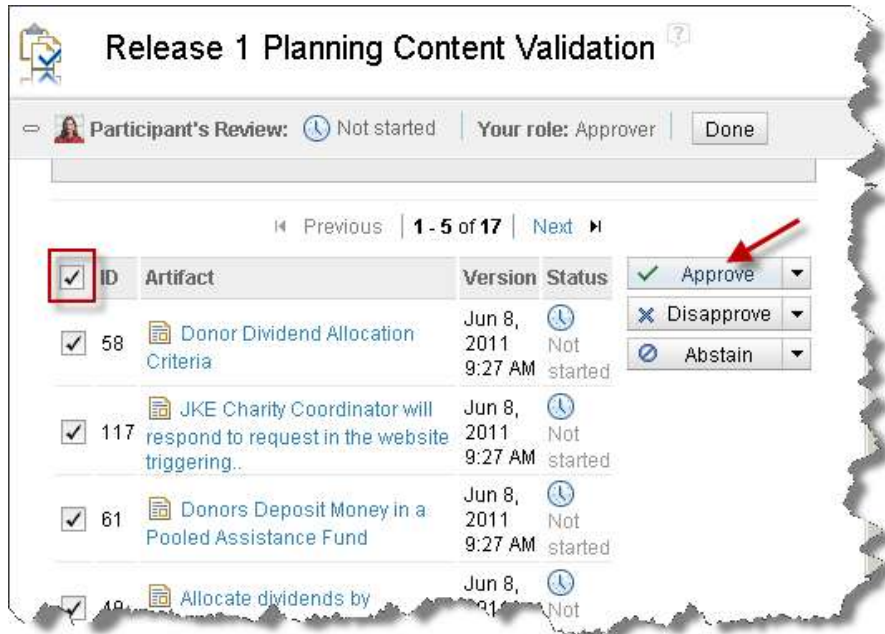 Release 1 Planning Content Validation ?
Participant's Review: Not started Your role: Approver Done
Previous 1 - 5 of 17 Next
ID Artifact Version Status Approve
Disapprove
Abstain
58 Donor Dividend Allocation Criteria Jun 8, 2011 9:27 AM Not started
117 JKE Charity Coordinator will respond to request in the website triggering.. Jun 8, 2011 9:27 AM Not started
61 Donors Deposit Money in a Pooled Assistance Fund Jun 8, 2011 9:27 AM Not started
Allocate dividends by Jun 8, Not